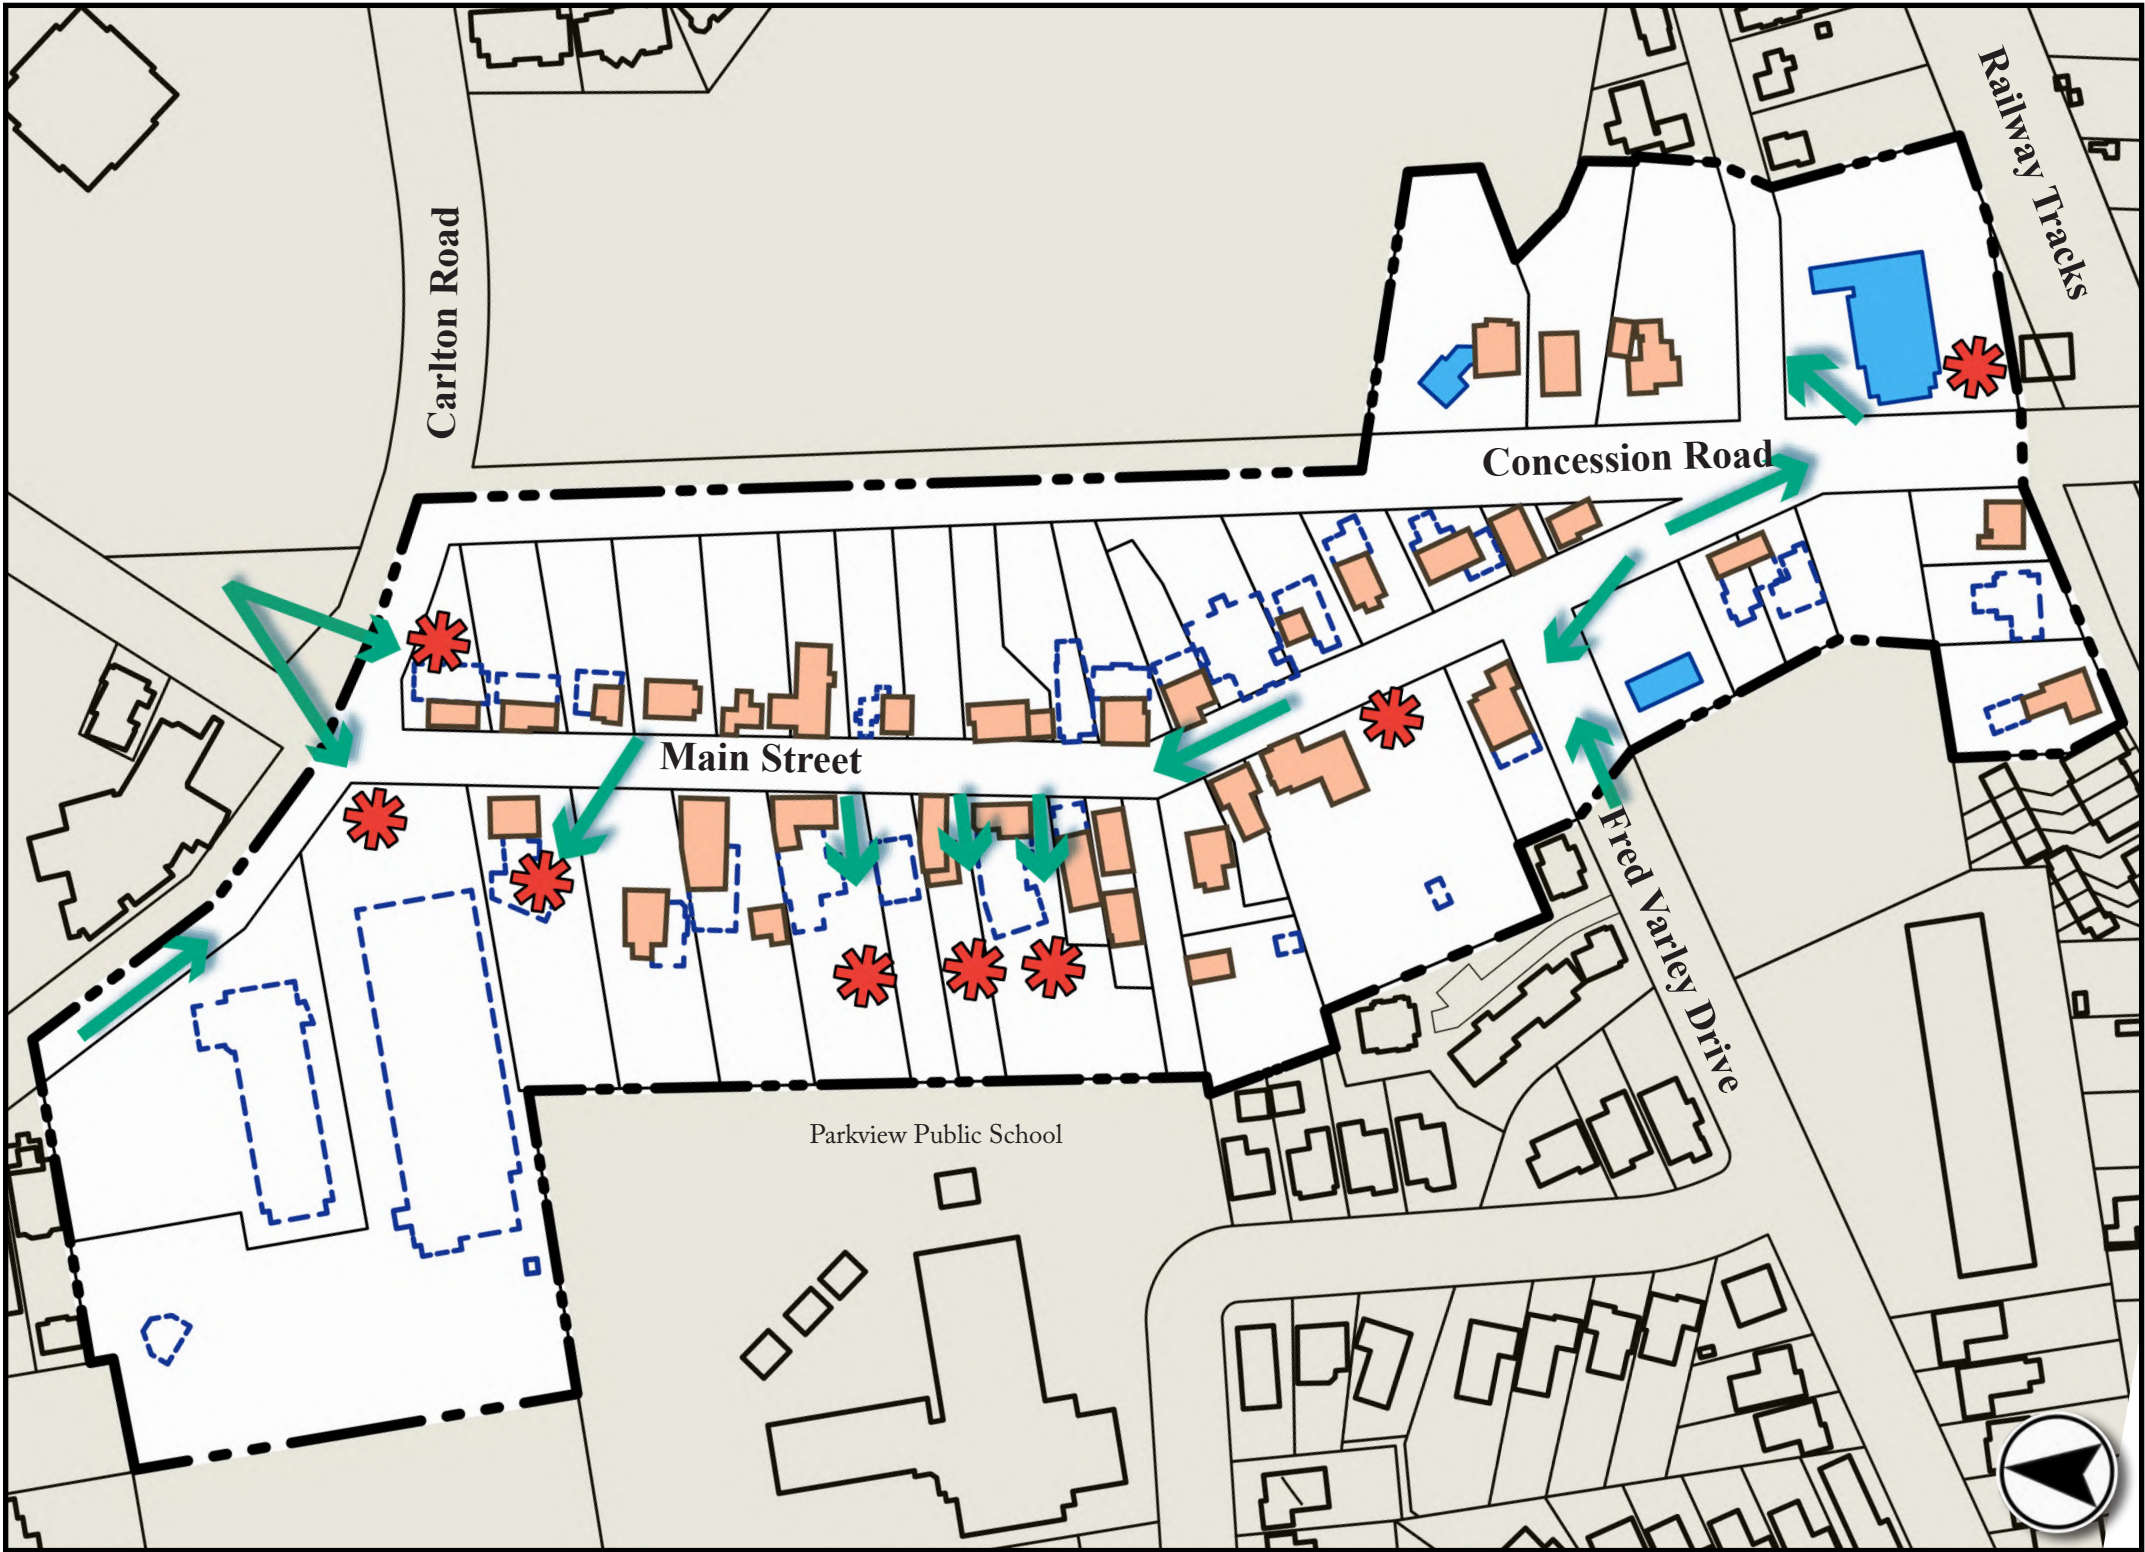 Railway Tracks
Carlton Road
Concession Road
Main Street
Fred Varley Drive
Parkview Public School